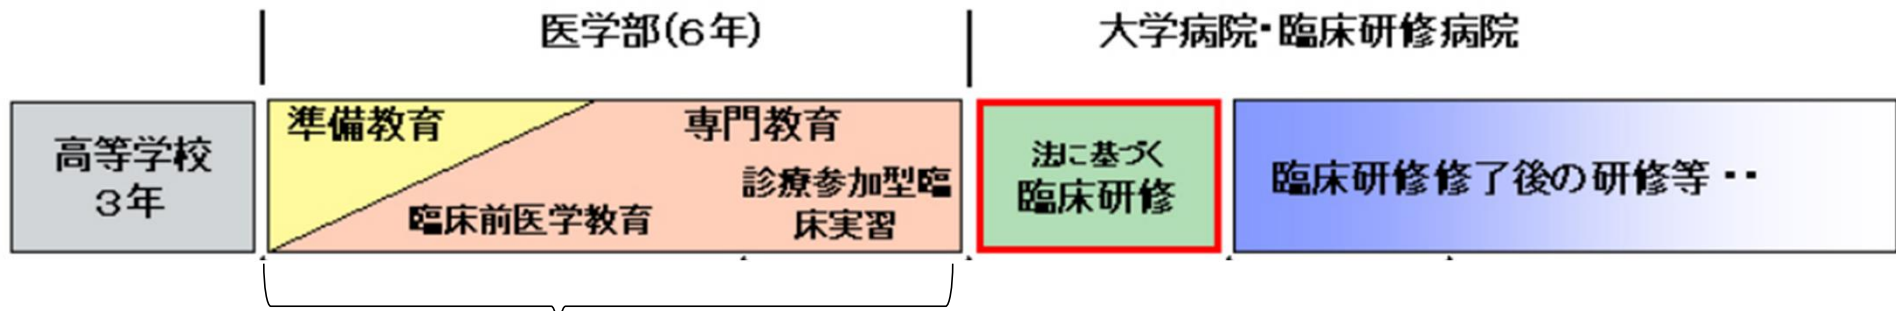 医学部(6年)
大学病院・臨床研修病院
高等学校
3年
準備教育
専門教育
臨床前医学教育
診療参加型臨
床実習
法に基づく
臨床研修
臨床研修修了後の研修等・・